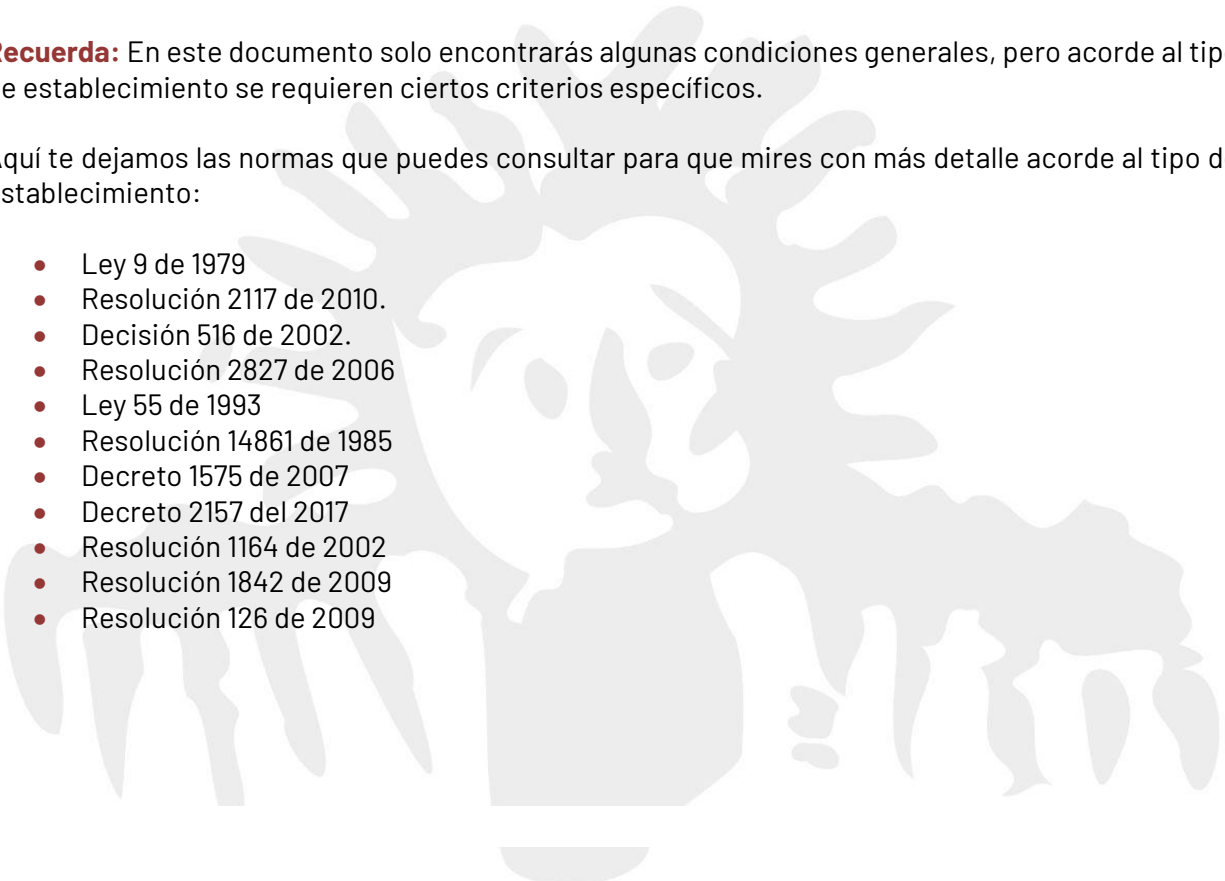 Recuerda: En este documento solo encontrarás algunas condiciones generales, pero acorde al tip
e establecimiento se requieren ciertos criterios específicos.
Aquí te dejamos las normas que puedes consultar para que mires con más detalle acorde al tipo d
stablecimiento:
• Ley 9 de 1979
• Resolución 2117 de 2010.
• Decisión 516 de 2002.
• Resolución 2827 de 2006
• Ley 55 de 1993
• Resolución 14861 de 1985
• Decreto 1575 de 2007
• Decreto 2157 del 2017
• Resolución 1164 de 2002
• Resolución 1842 de 2009
• Resolución 126 de 2009